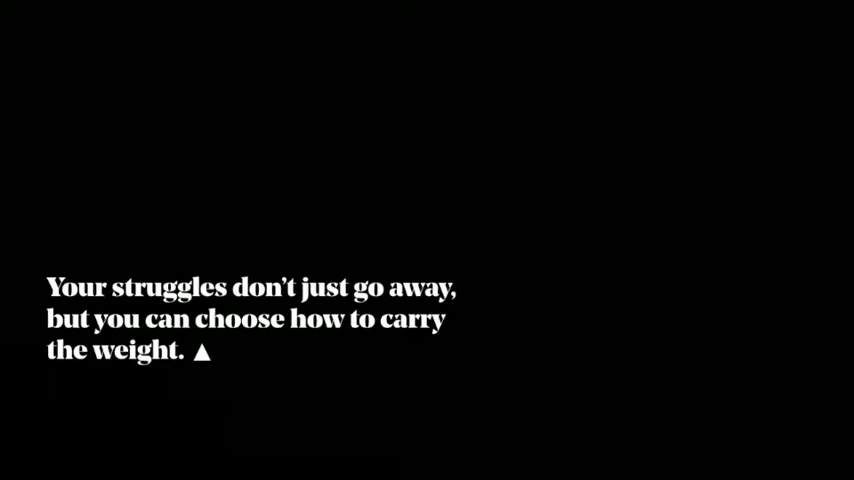 Your struggles don’t just go away,
but you can choose how to carry
the weight. ▲